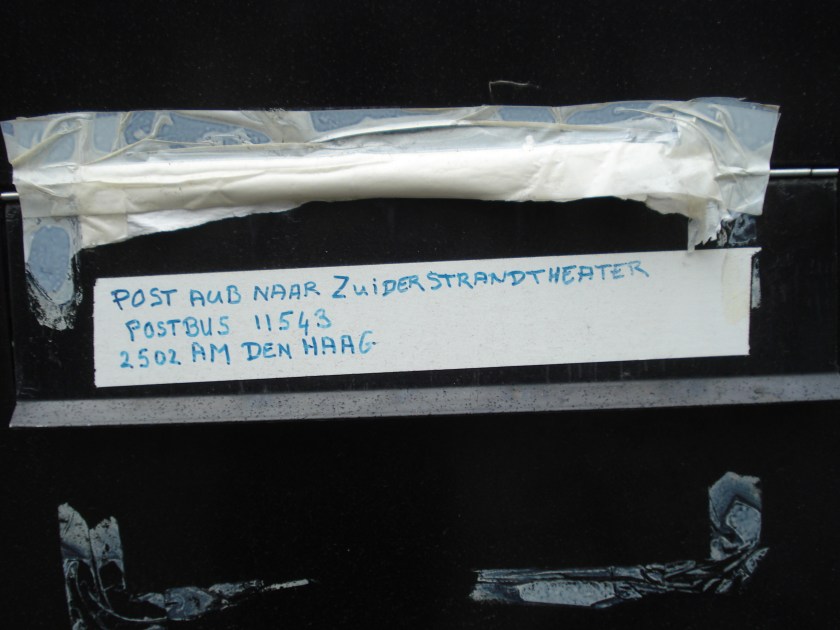 POST AUB NAAR ZUiDERSTRANDTHEATER
POSTBUS 11543
2502 AM DEN HAAG.